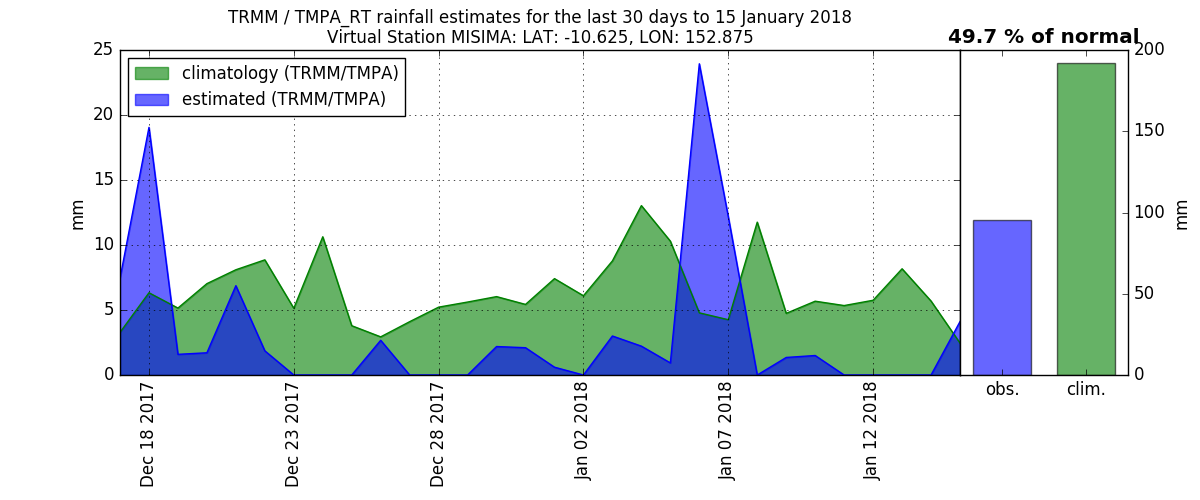 TRMM / TMPA_RT rainfall estimates for the last 30 days to 15 January 2018
Virtual Station MISIMA: LAT: -10.625, LON: 152.875
49.7 % of normal
climatology (TRMM/TMPA)
estimated (TRMM/TMPA)
25
20
15
10
5
0
mm
Dec 18 2017
Dec 23 2017
Dec 28 2017
Jan 02 2018
Jan 07 2018
Jan 12 2018
obs.
clim.
200
150
100
50
0
mm